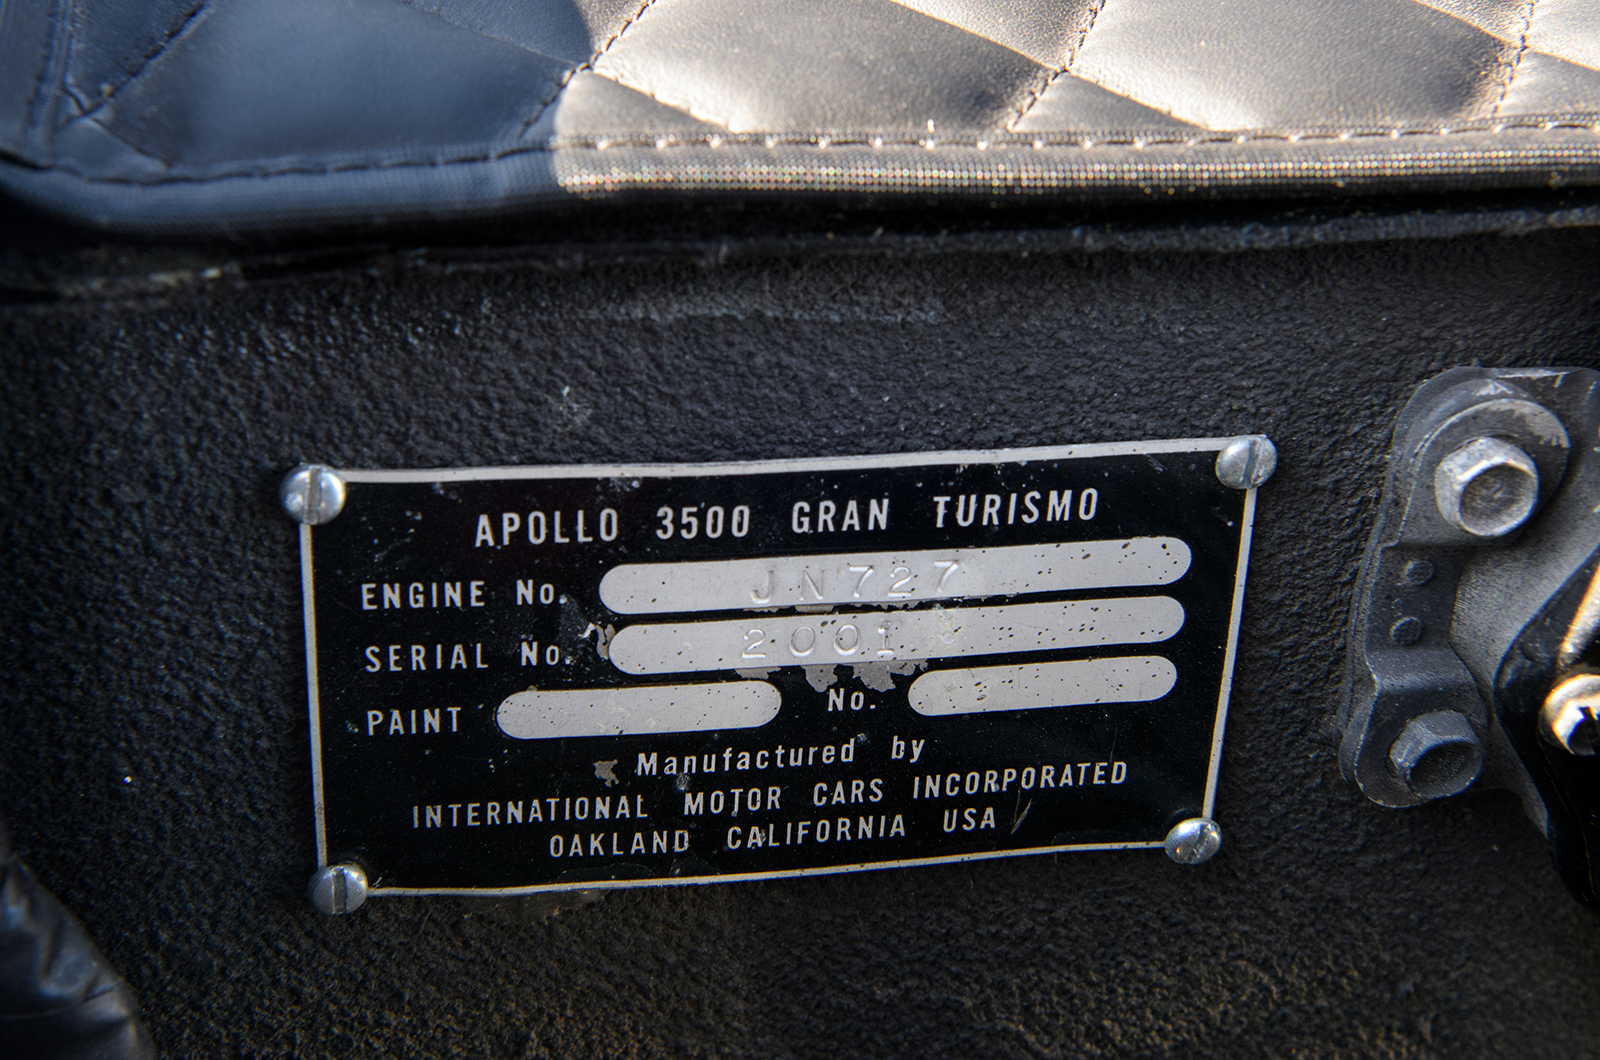 APOLLO 3500 GRAN TURISMO
ENGINE No. JN727
SERIAL No. 2001
PAINT No.
Manufactured by
INTERNATIONAL MOTOR CARS INCORPORATED
OAKLAND CALIFORNIA USA